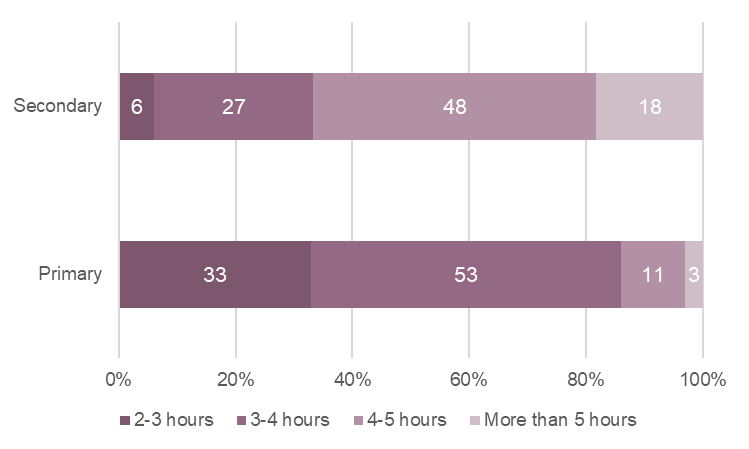 Secondary 6 27 48 18
Primary 33 53 11 3
0% 20% 40% 60% 80% 100%
2-3 hours 3-4 hours 4-5 hours More than 5 hours